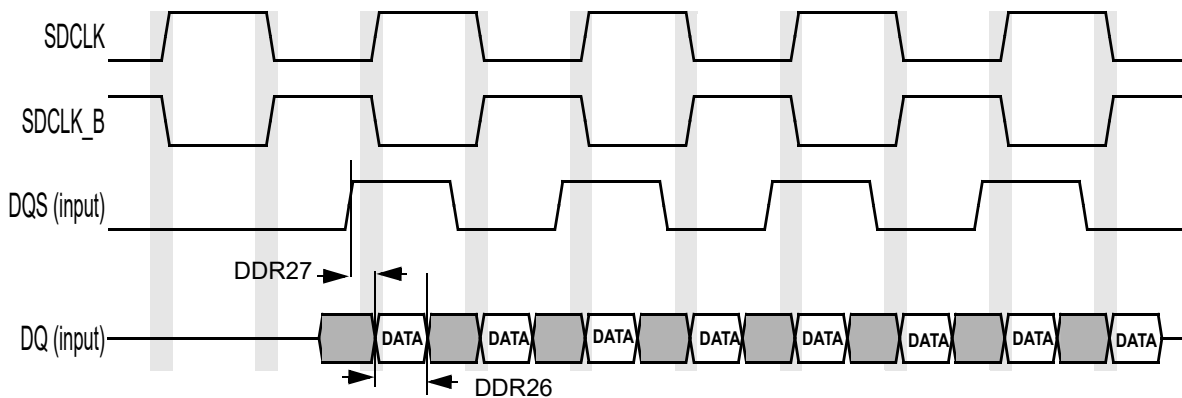 SDCLK
SDCLK_B
DQS (input)
DDR27
DQ (input) DATA DATA DATA DATA DATA DATA DATA DATA
DDR26